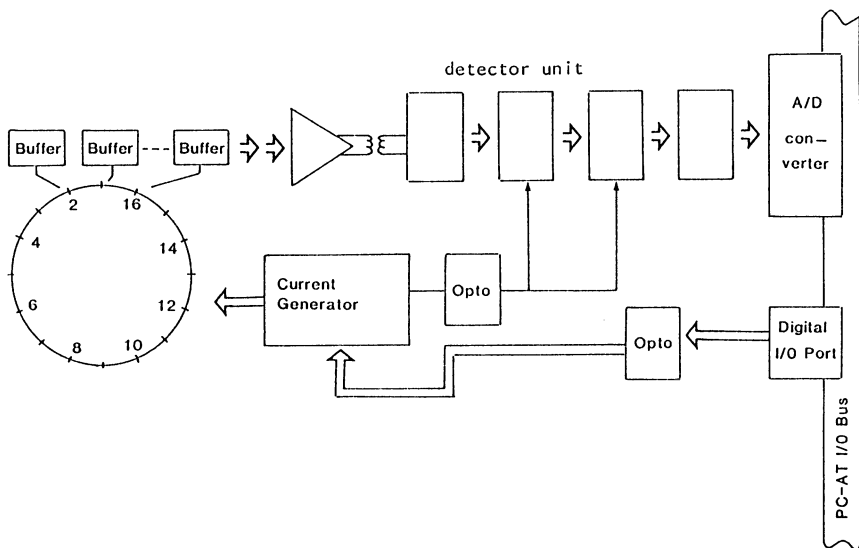 detector unit
A/D
con-
verter
Buffer
Buffer
Buffer
2
16
4
14
6
12
8
10
Current
Generator
Opto
Opto
Digital
I/O Port
PC-AT I/O Bus